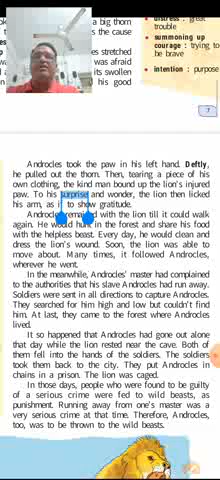 a big thorn
is the cause
es stretched
was afraid
its swollen
his good
distress : great
trouble
• summoning up
courage : trying to
be brave
• intention : purpose
7
Androcles took the paw in his left hand. Deftly,
he pulled out the thorn. Then, tearing a piece of his
own clothing, the kind man bound up the lion's injured
paw. To his surprise and wonder, the lion then licked
his arm, as if to show gratitude.
Androcles remained with the lion till it could walk
again. He would hunt in the forest and share his food
with the helpless beast. Every day, he would clean and
dress the lion's wound. Soon, the lion was able to
move about. Many times, it followed Androcles,
wherever he went.
In the meanwhile, Androcles' master had complained
to the authorities that his slave Androcles had run away.
Soldiers were sent in all directions to capture Androcles.
They searched for him high and low but couldn't find
him. At last, they came to the forest where Androcles
lived.
It so happened that Androcles had gone out alone
that day while the lion rested near the cave. Both of
them fell into the hands of the soldiers. The soldiers
took them back to the city. They put Androcles in
chains in a prison. The lion was caged.
In those days, people who were found to be guilty
of a serious crime were fed to wild beasts, as
punishment. Running away from one's master was a
very serious crime at that time. Therefore, Androcles,
too, was to be thrown to the wild beasts.